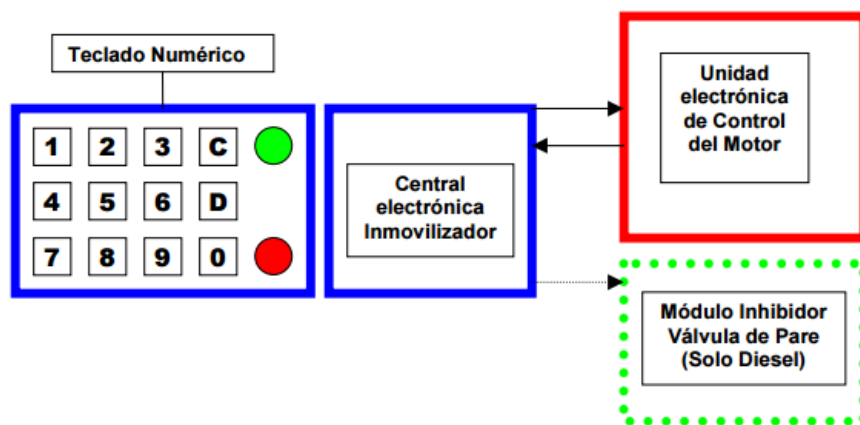 Teclado Numérico
1 2 3 C
4 5 6 D
7 8 9 0
Central
electrónica
Inmovilizador
Unidad
electrónica
de Control
del Motor
Módulo Inhibidor
Válvula de Pare
(Solo Diesel)